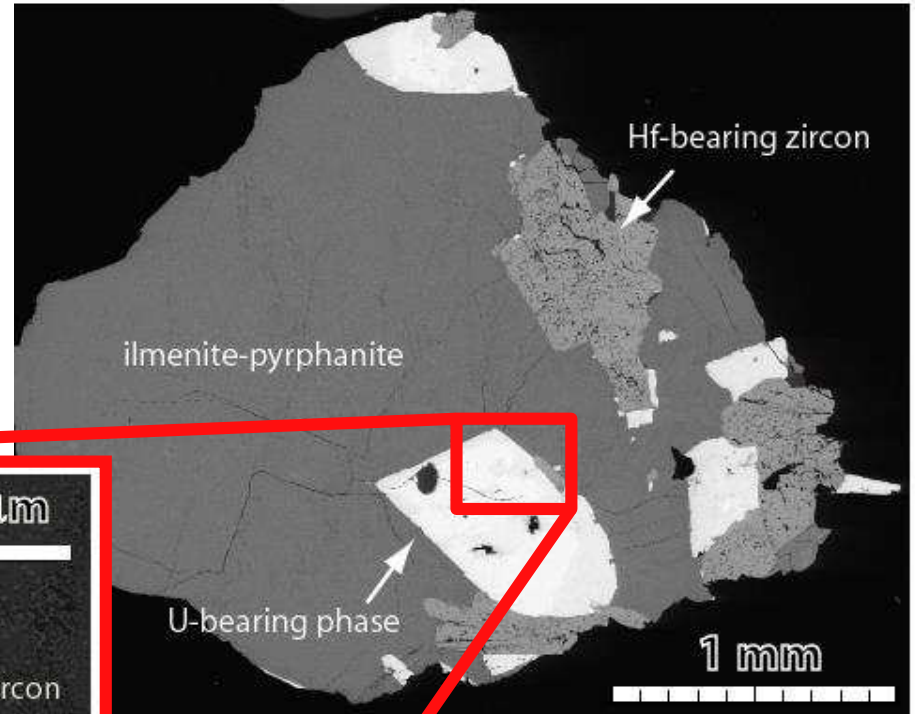 Hf-bearing zircon
ilmenite-pyrphanite
U-bearing phase
1 mm